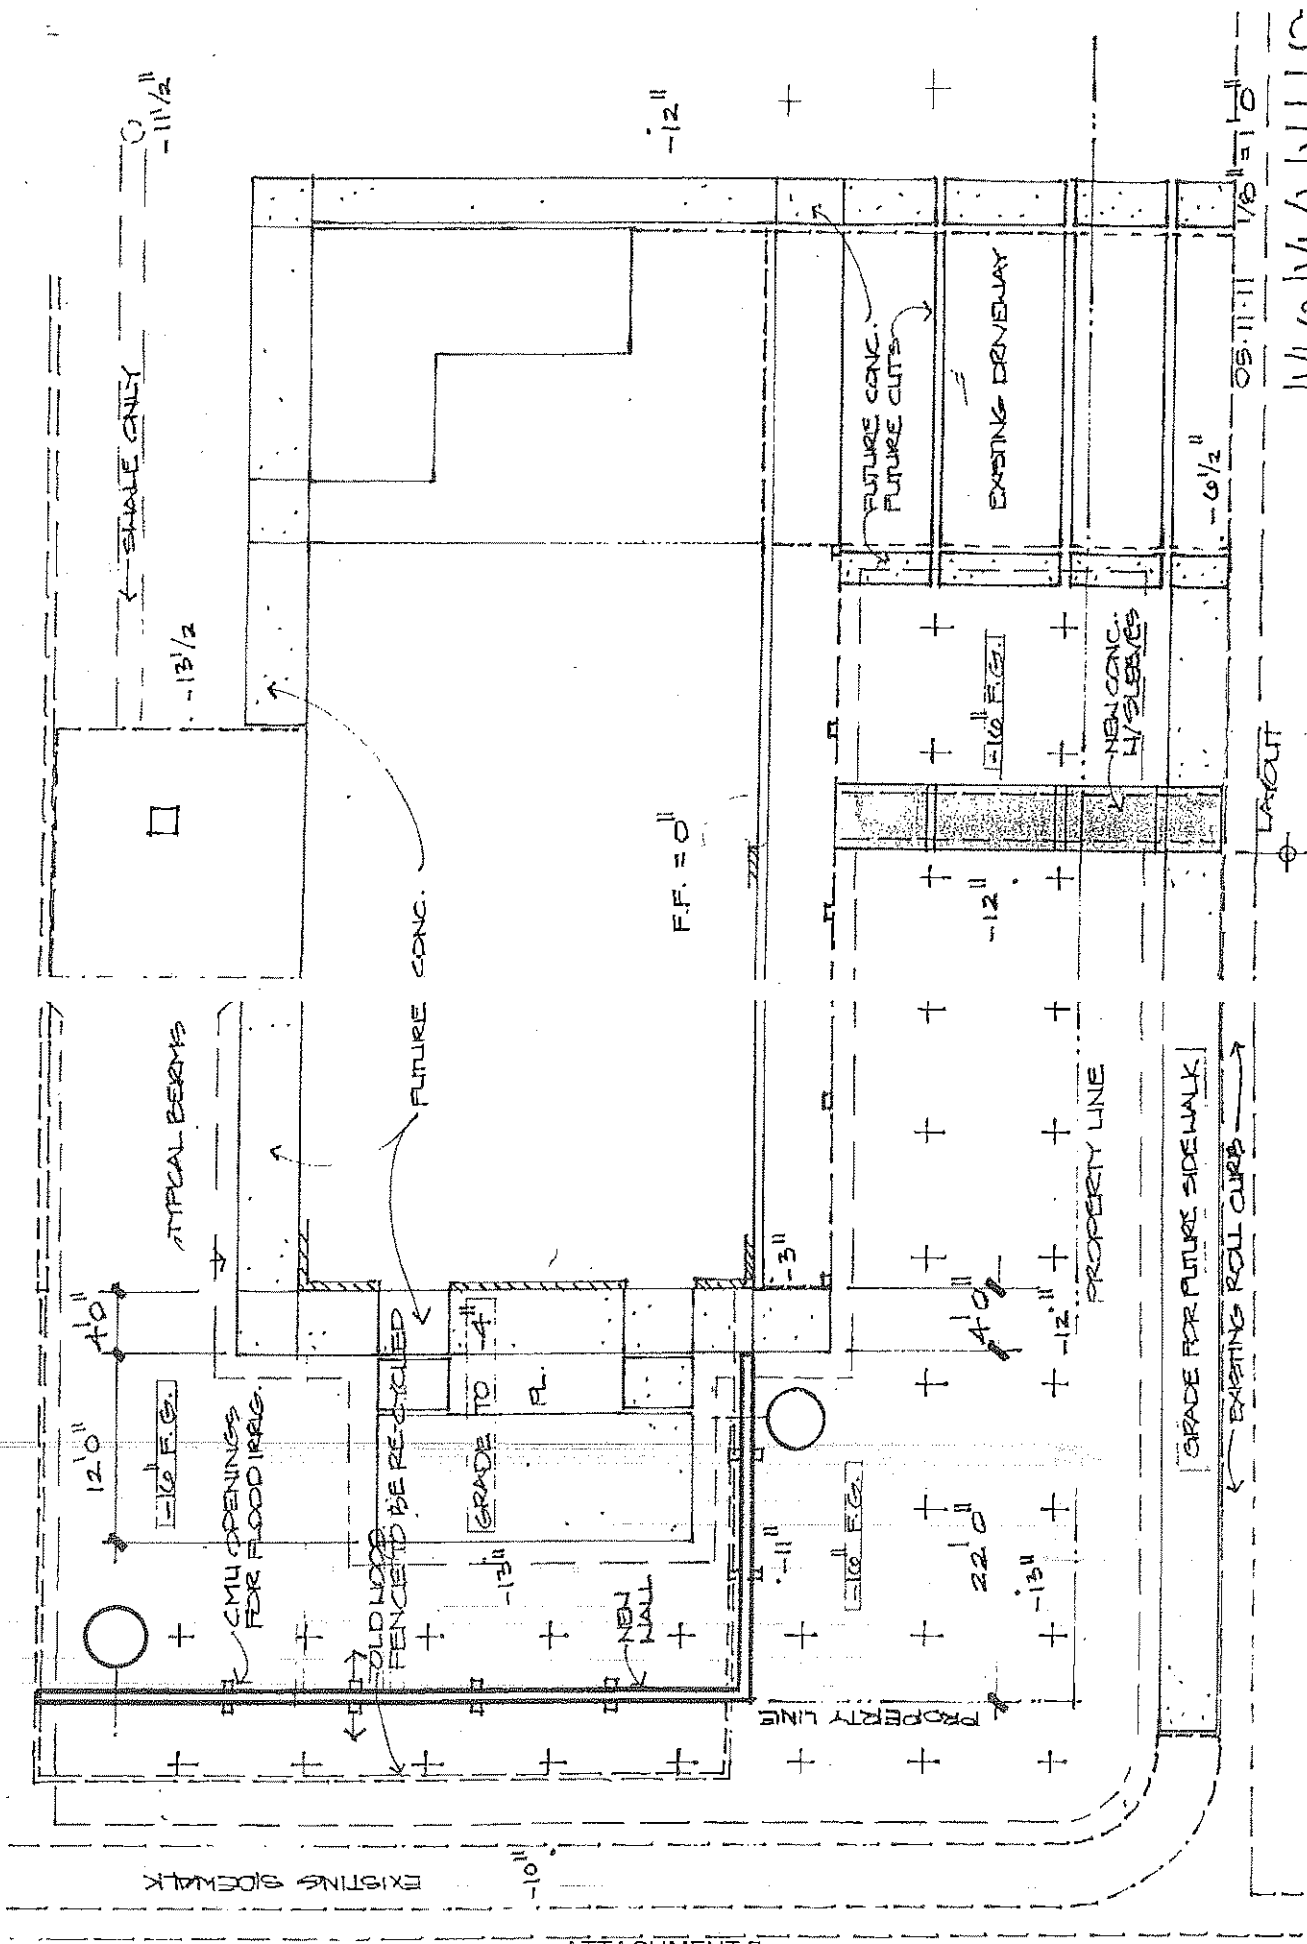 -11 1/2"
← SWALE ONLY
-13 1/2
TYPICAL BERMS
4'0"
12'0"
-16" F.G.
CMU OPENINGS
FOR FLOOD IRRIG.
OLD WOOD
FENCE TO BE RE-CYCLED
EXISTING SIDEWALK
-12"
FUTURE CONC.
F.F. = 0"
GRADE TO -4"
PL.
-13"
NEW
WALL
-10"
FUTURE CONC.
FUTURE CUTS
EXISTING DRIVEWAY
-16" F.G.
-12"
-3"
4'0"
-12"
-11"
-16" F.G.
22'0"
-13"
PROPERTY LINE
PROPERTY LINE
NEW CONC.
W/ SLEEVES
-6 1/2"
GRADE FOR FUTURE SIDEWALK
← EXISTING ROLL CURB →
LAYOUT
05.11.11 1/8" = 1'0"